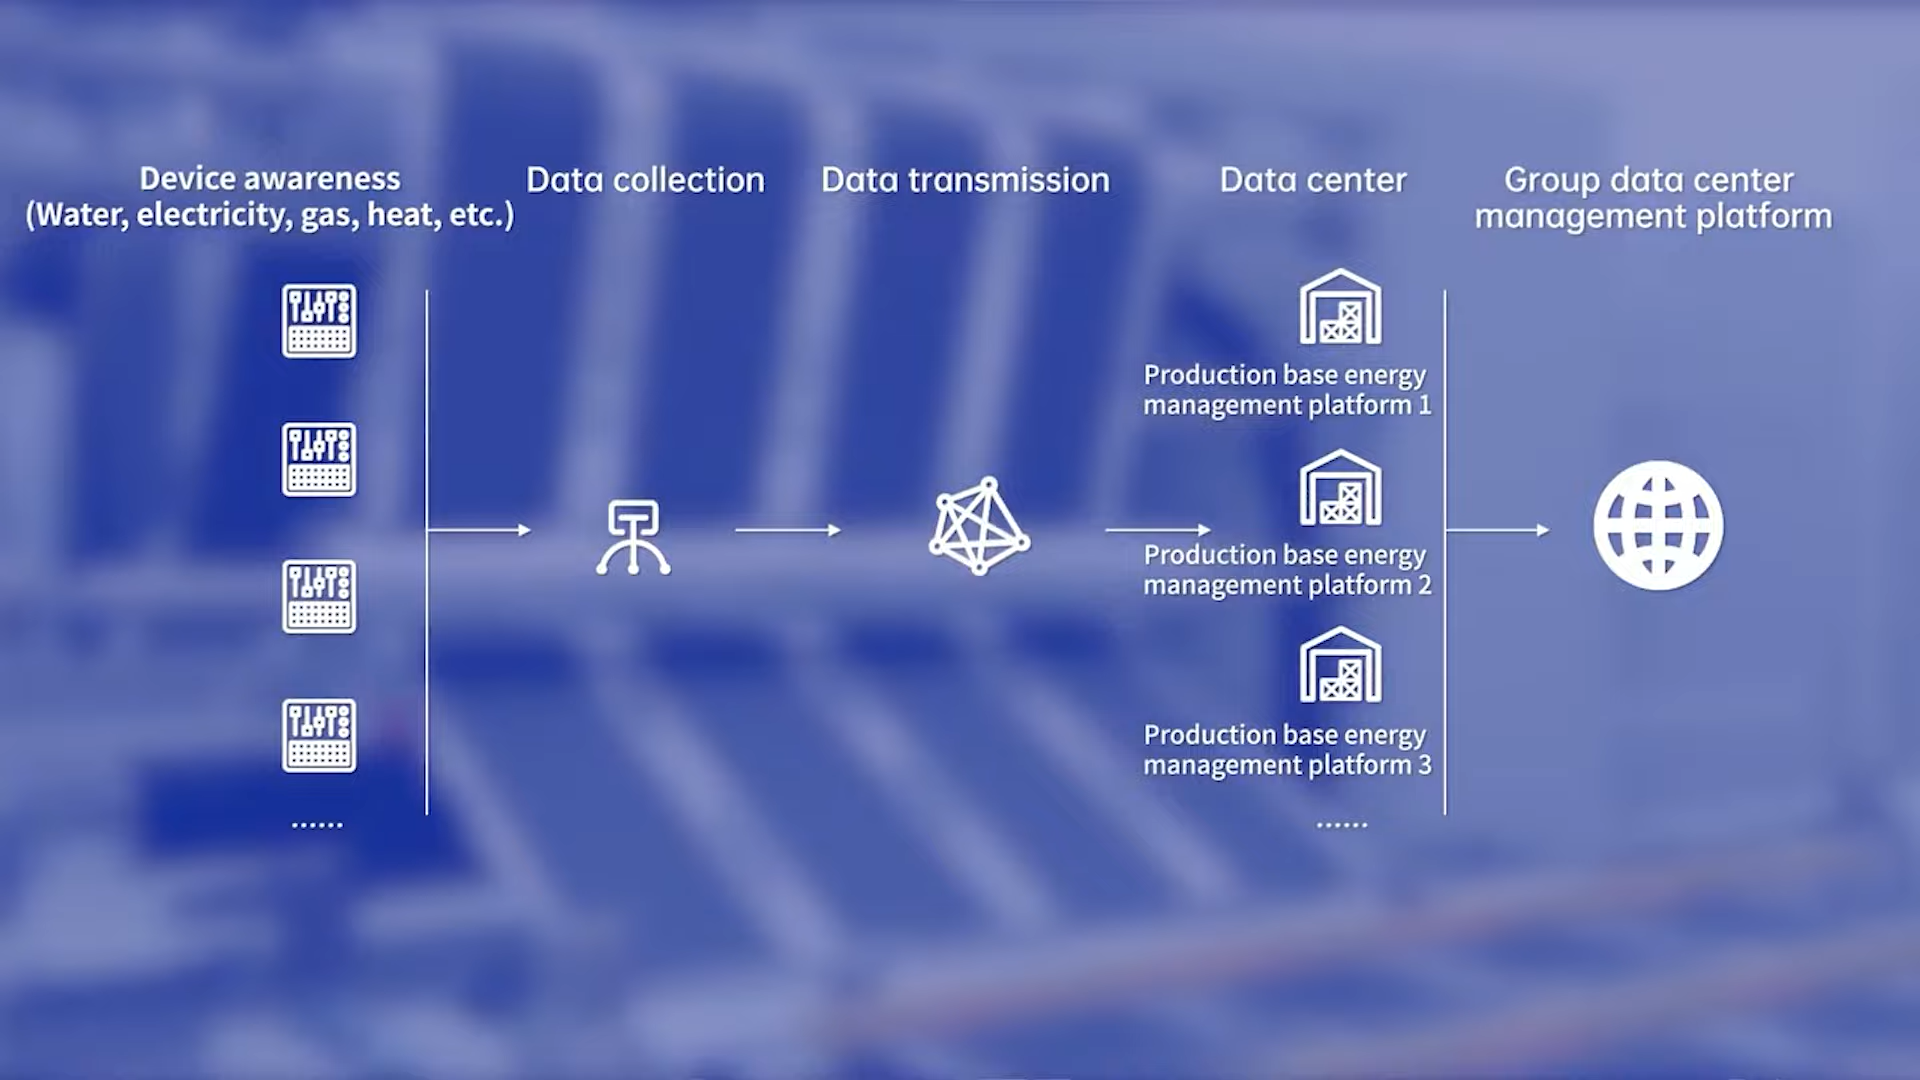 Device awareness
(Water, electricity, gas, heat, etc.)
Data collection
Data transmission
Data center
Group data center
management platform
Production base energy
management platform 1
Production base energy
management platform 2
Production base energy
management platform 3
......
......